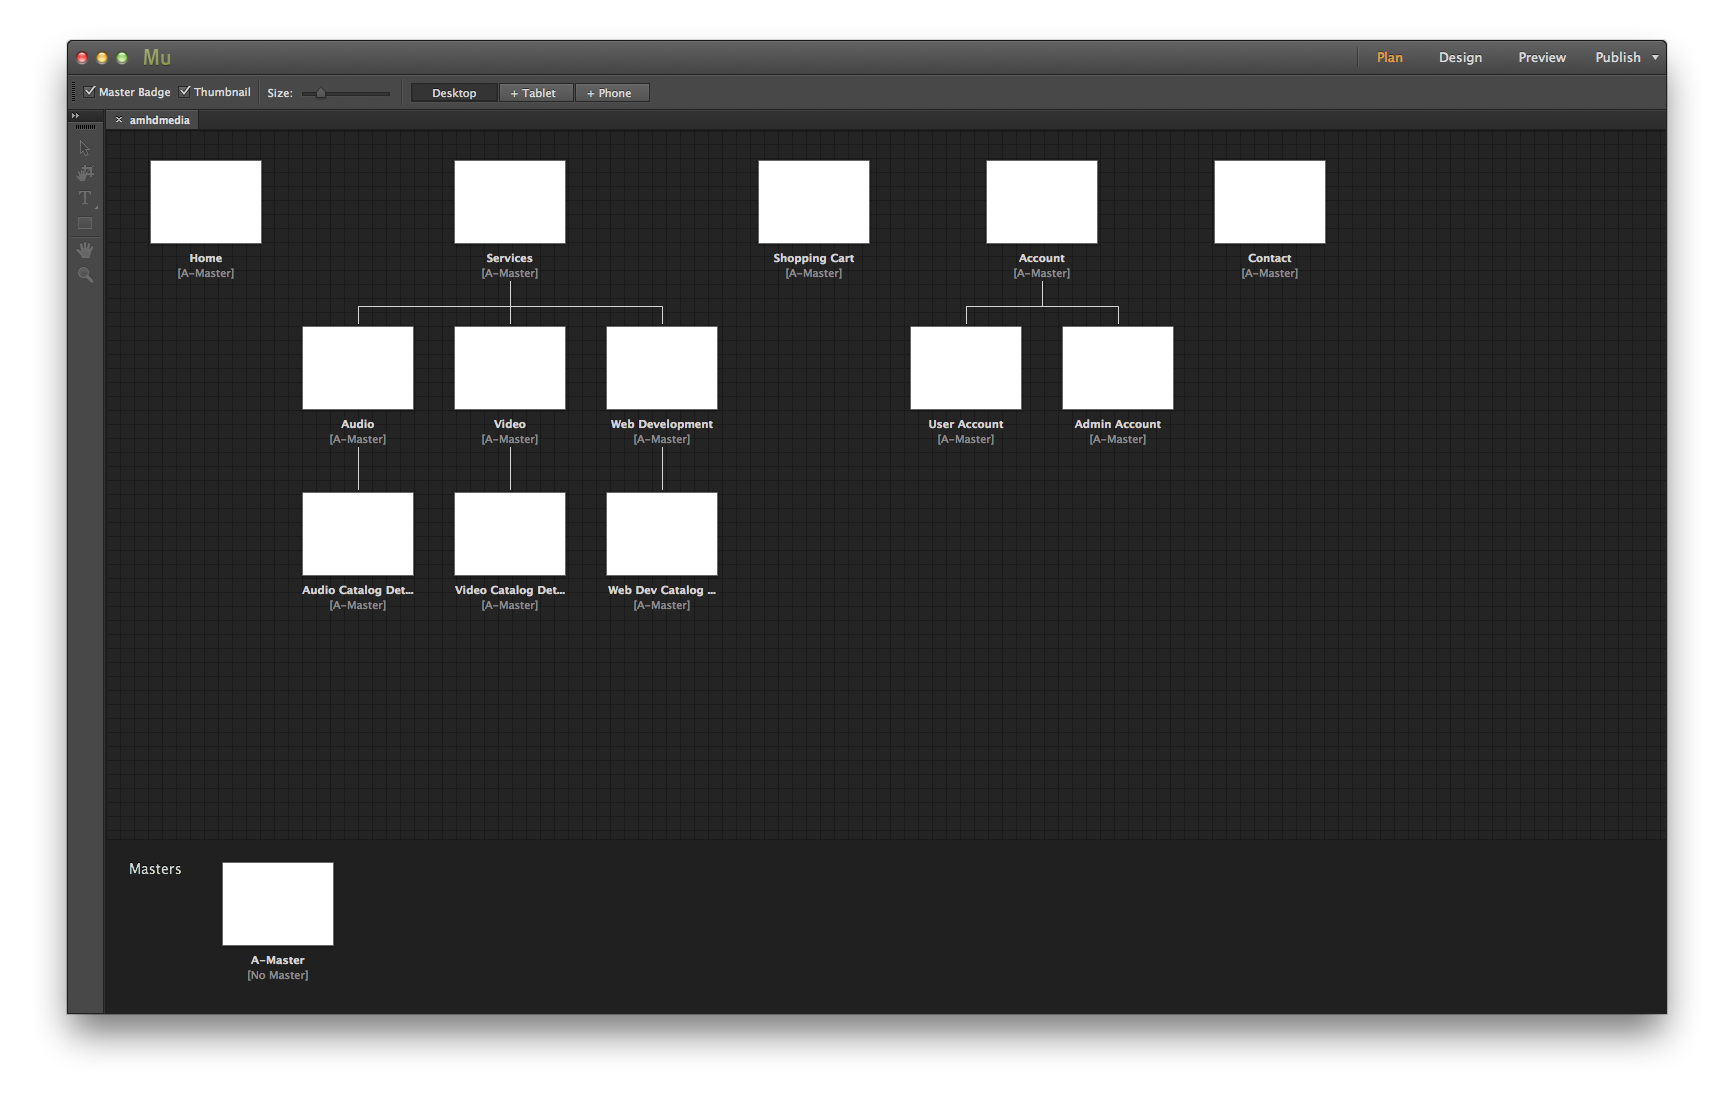 Mu
Plan Design Preview Publish
Master Badge Thumbnail Size: Desktop + Tablet + Phone
× amhdmedia
T
Home Services Shopping Cart Account Contact
[A-Master] [A-Master] [A-Master] [A-Master] [A-Master]
Audio Video Web Development User Account Admin Account
[A-Master] [A-Master] [A-Master] [A-Master] [A-Master]
Audio Catalog Det... Video Catalog Det... Web Dev Catalog ...
[A-Master] [A-Master] [A-Master]
Masters
A-Master
[No Master]